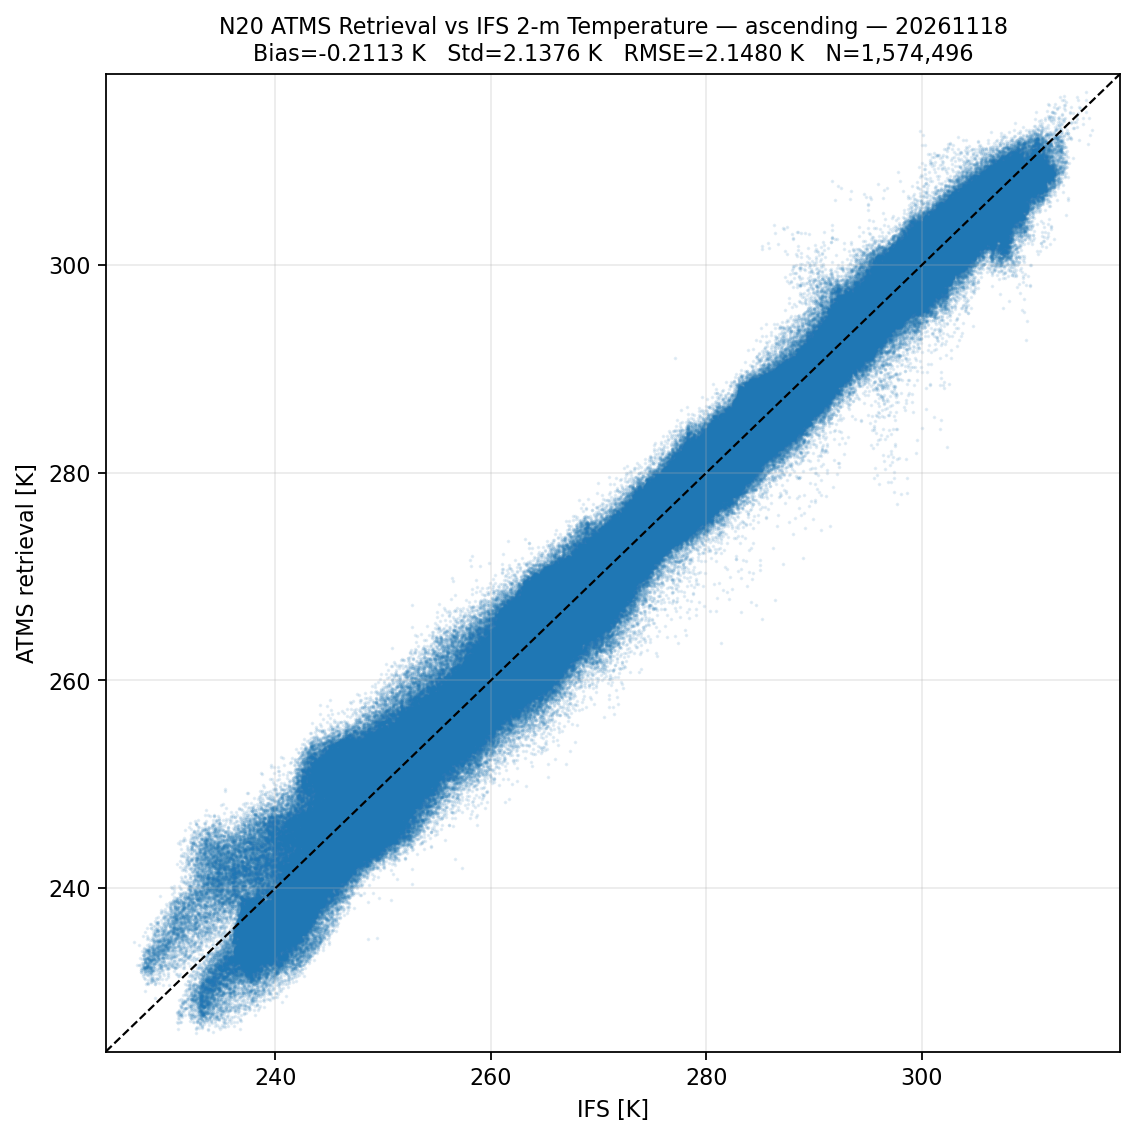 N20 ATMS Retrieval vs IFS 2-m Temperature — ascending — 20261118
Bias=-0.2113 K   Std=2.1376 K   RMSE=2.1480 K   N=1,574,496
300
280
260
240
ATMS retrieval [K]
240
260
280
300
IFS [K]